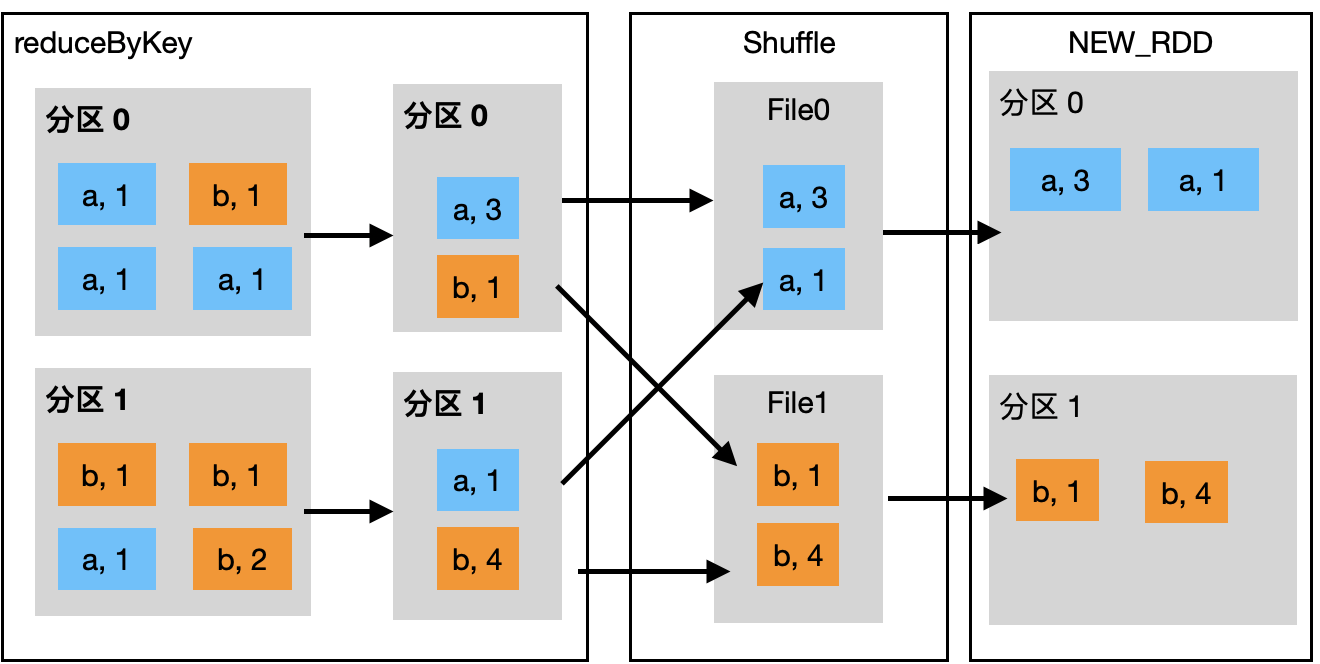 reduceByKey
分区 0
a, 1
b, 1
a, 1
a, 1
分区 1
b, 1
b, 1
a, 1
b, 2
分区 0
a, 3
b, 1
分区 1
a, 1
b, 4
Shuffle
File0
a, 3
a, 1
File1
b, 1
b, 4
NEW_RDD
分区 0
a, 3
a, 1
分区 1
b, 1
b, 4